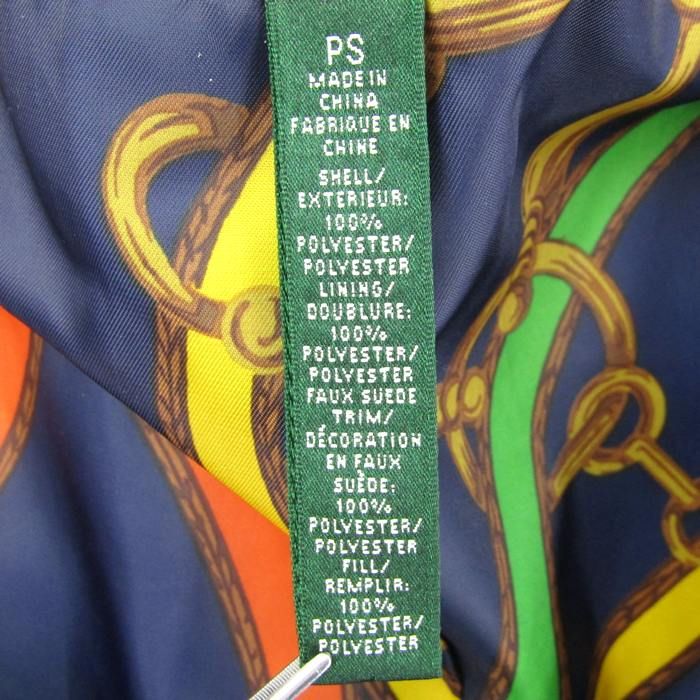 PS
MADE IN
CHINA
FABRIQUE EN
CHINE
SHELL/
EXTERIEUR:
100%
POLYESTER/
POLYESTER
LINING/
DOUBLURE:
100%
POLYESTER/
POLYESTER
FAUX SUEDE
TRIM/
DÉCORATION
EN FAUX
SUÈDE:
100%
POLYESTER/
POLYESTER
FILL/
REMPLIR:
100%
POLYESTER/
POLYESTER